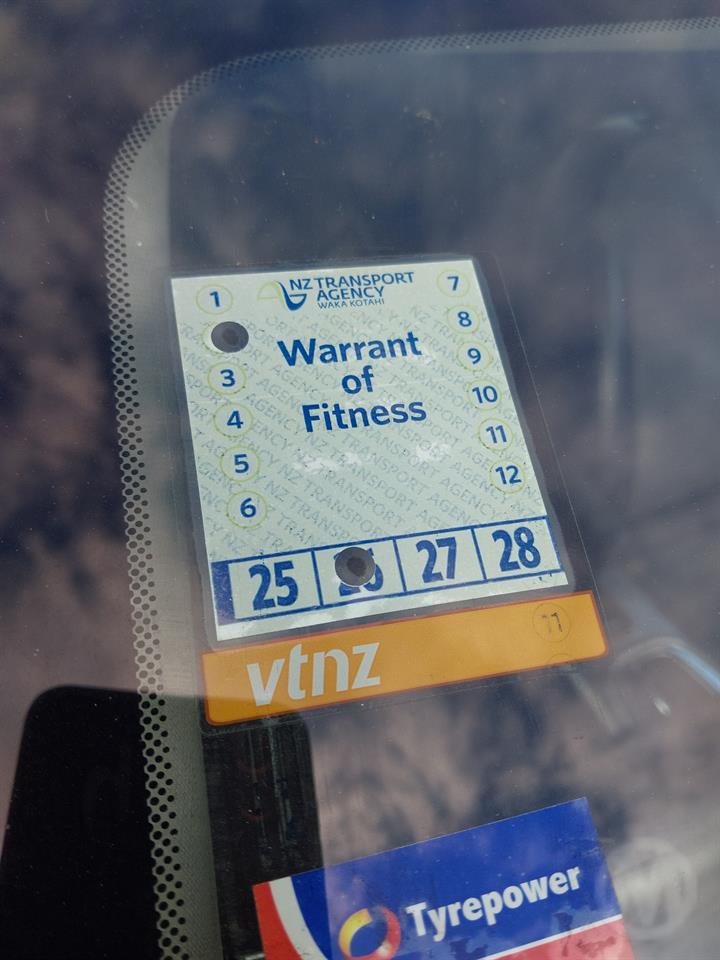 NZ TRANSPORT
AGENCY
WAKA KOTAHI
1
3
4
5
6
7
8
9
10
11
12
Warrant
of
Fitness
25
27
28
vtnz
11
Tyrepower